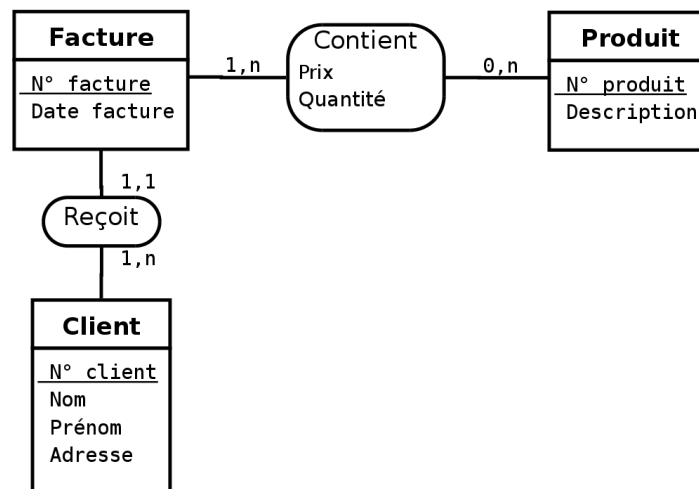 Facture
N° facture
Date facture
1,n
Contient
Prix
Quantité
0,n
Produit
N° produit
Description
1,1
Reçoit
1,n
Client
N° client
Nom
Prénom
Adresse